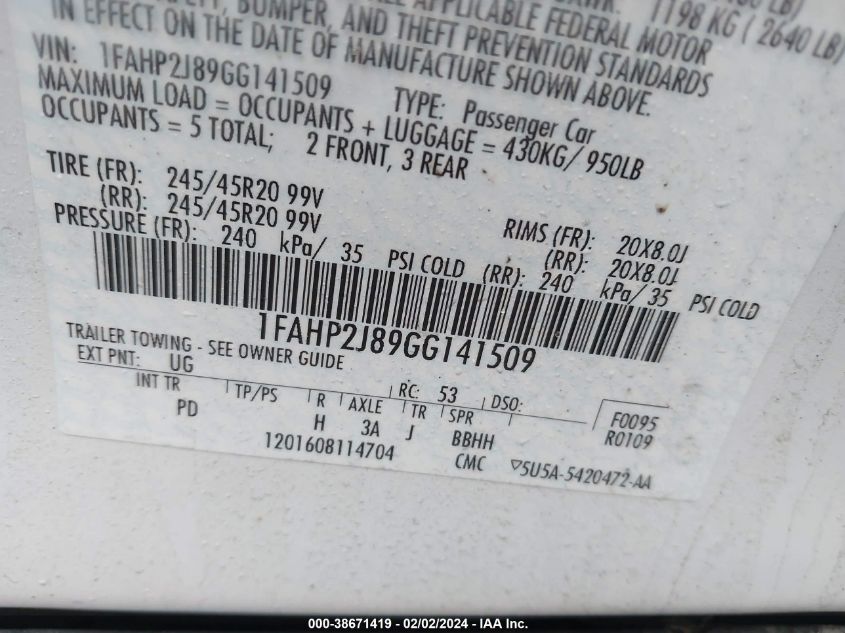 1198 KG ( 2640 LB)
SAFETY, BUMPER, AND THEFT PREVENTION STANDARDS
APPLICABLE FEDERAL MOTOR
IN EFFECT ON THE DATE OF MANUFACTURE SHOWN ABOVE.
VIN: 1FAHP2J89GG141509
TYPE: Passenger Car
MAXIMUM LOAD = OCCUPANTS + LUGGAGE = 430KG/ 950LB
OCCUPANTS = 5 TOTAL; 2 FRONT, 3 REAR
TIRE (FR): 245/45R20 99V RIMS (FR): 20X8.0J
(RR): 245/45R20 99V (RR): 20X8.0J
PRESSURE (FR): 240 kPa/ 35 PSI COLD (RR): 240 kPa/ 35 PSI COLD
1FAHP2J89GG141509
TRAILER TOWING - SEE OWNER GUIDE
EXT PNT: UG RC: 53 DSO:
INT TR TP/PS R AXLE TR SPR
PD H 3A J BBHH
F0095
R0109
1201608114704 CMC ▽5U5A-5420472-AA
000-38671419 - 02/02/2024 - IAA Inc.